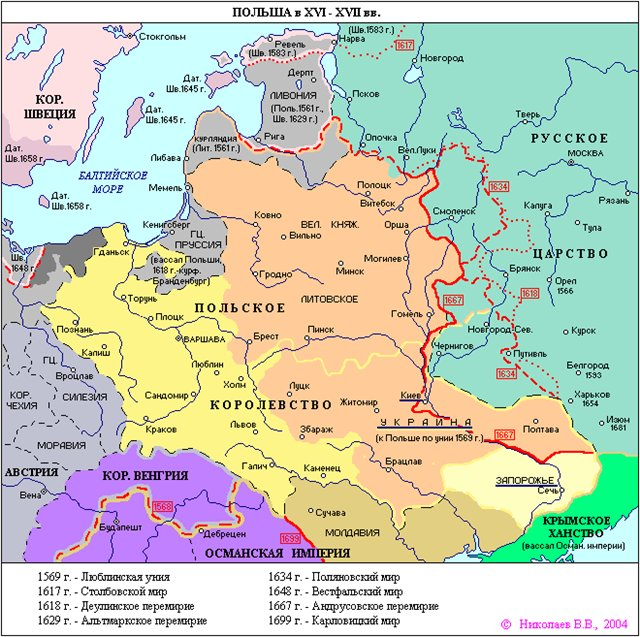 ПОЛЬША в XVI - XVII вв.
Стокгольм
Ревель
(Шв. 1583 г.)
Нарва
(Шв.1583 г.)
1617
Новгород
КОР.
ШВЕЦИЯ
Дат.
Шв.1645 г.
Дерпт
ЛИВОНИЯ
(Поль.1561г.,
Шв. 1629 г.)
Псков
Дат.
Шв.1645 г.
Тверь
КУРЛЯНДИЯ
(Лит. 1561г.)
Рига
Опочка
Вел.Луки
РУССКОЕ
МОСКВА
Дат.
Шв.1658 г.
Либава
БАЛТИЙСКОЕ
МОРЕ
Мемель
Полоцк
Витебск
1634
Рязань
Дат.
Шв.1658 г.
Ковно
ВЕЛ. КНЯЖ.
Орша
Смоленск
Калуга
Тула
Кенигсберг
Вильно
Шв.
1648 г.
Гданьск
ГЦ.
ПРУССИЯ
(вассал Польши,
1618 г.-курф.
Бранденбург)
Могилев
ЦАРСТВО
Минск
Брянск
Гродно
Орел
1566
Торунь
ЛИТОВСКОЕ
1667
1618
ПОЛЬСКОЕ
Плоцк
Гомель
Познань
Новгород Сев.
Курск
ВАРШАВА
Брест
Пинск
Чернигов
Калиш
Путивль
ГЦ.
Люблин
1634
Белгород
1593
Вроцлав
Холм
Луцк
КОР.
ЧЕХИЯ
СИЛЕЗИЯ
Сандомир
КОРОЛЕВСТВО
Житомир
Киев
Харьков
1654
УКРАИНА
Полтава
Краков
Львов
Збараж
(к Польше по унии 1569 г.)
1667
Изюм
1681
МОРАВИЯ
Галич
Каменец
Брацлав
АВСТРИЯ
КОР. ВЕНГРИЯ
ЗАПОРОЖЬЕ
Сечь
Вена
1568
Сучава
Будапешт
Дебрецен
МОЛДАВИЯ
КРЫМСКОЕ
ХАНСТВО
(вассал Осман. империи)
1699
ОСМАНСКАЯ ИМПЕРИЯ
1569 г. - Люблинская уния
1634 г. - Поляновский мир
1617 г. - Столбовской мир
1648 г. - Вестфальский мир
1618 г. - Деулинское перемирие
1667 г. - Андрусовское перемирие
1629 г. - Альтмаркское перемирие
1699 г. - Карловицкий мир
© Николаев В.В., 2004